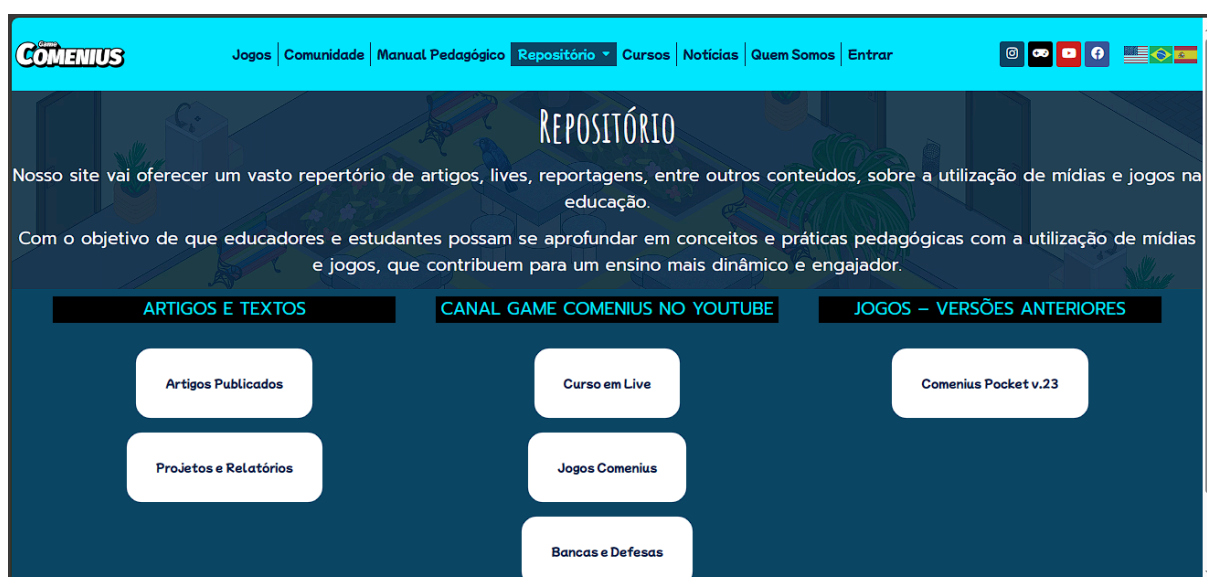 Game
COMENIUS
Jogos
Comunidade
Manual Pedagógico
Repositório
Cursos
Notícias
Quem Somos
Entrar
REPOSITÓRIO
Nosso site vai oferecer um vasto repertório de artigos, lives, reportagens, entre outros conteúdos, sobre a utilização de mídias e jogos na
educação.
Com o objetivo de que educadores e estudantes possam se aprofundar em conceitos e práticas pedagógicas com a utilização de mídias
e jogos, que contribuem para um ensino mais dinâmico e engajador.
ARTIGOS E TEXTOS
Artigos Publicados
Projetos e Relatórios
CANAL GAME COMENIUS NO YOUTUBE
Curso em Live
Jogos Comenius
Bancas e Defesas
JOGOS – VERSÕES ANTERIORES
Comenius Pocket v.23